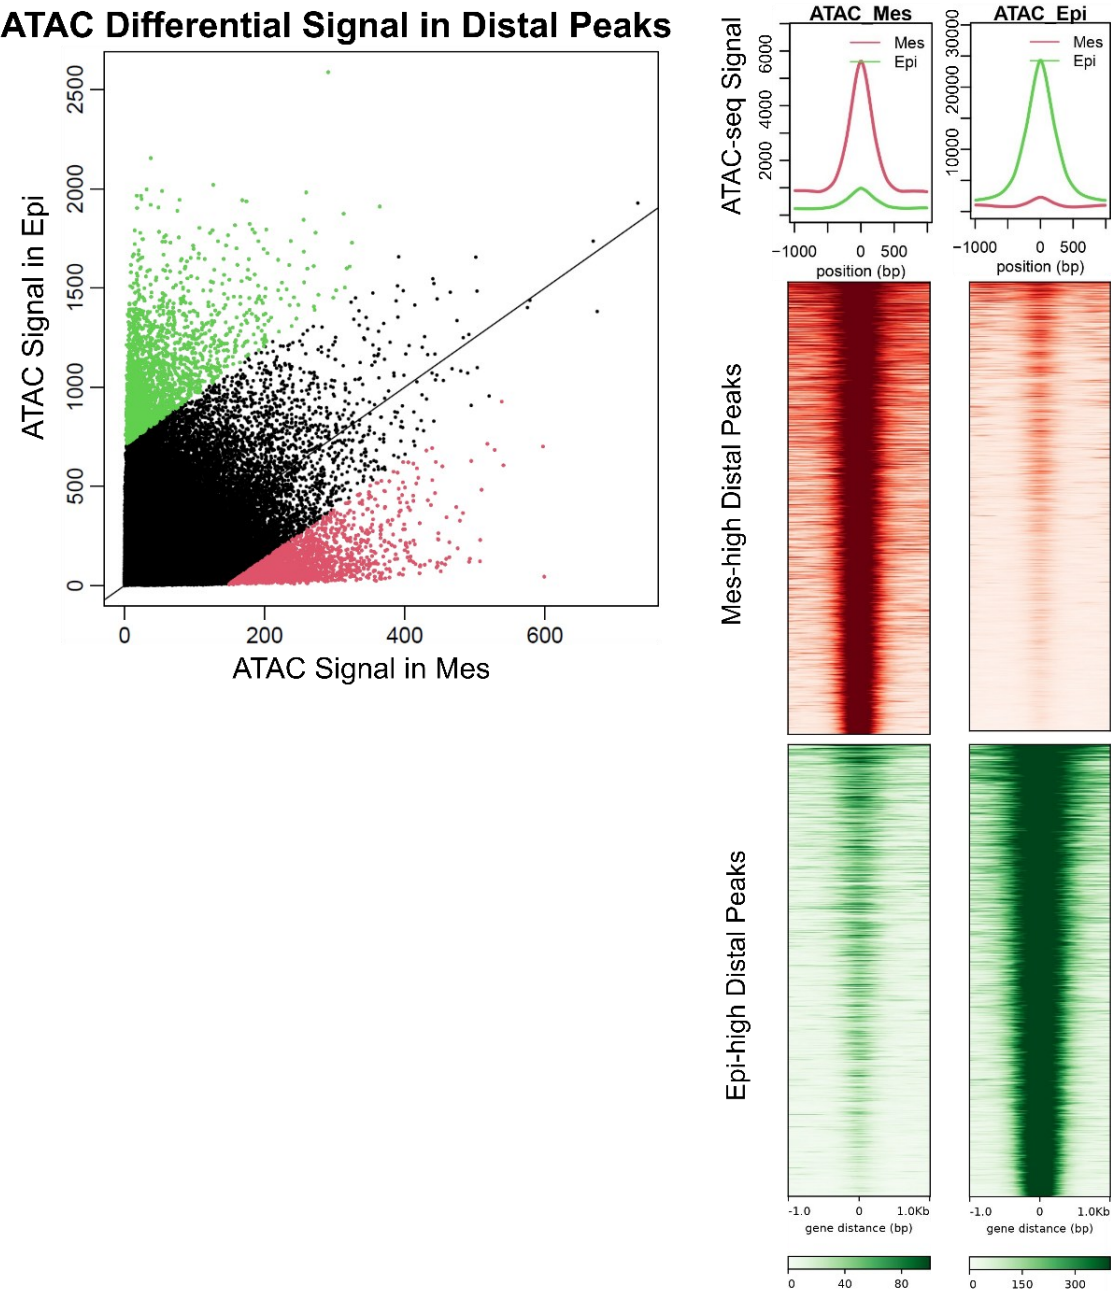 ATAC Differential Signal in Distal Peaks
2500
2000
1500
1000
500
0
ATAC Signal in Epi
0 200 400 600
ATAC Signal in Mes
ATAC_Mes
ATAC-seq Signal
6000
4000
2000
Mes
Epi
−1000 0 500
position (bp)
ATAC_Epi
30000
20000
10000
Mes
Epi
−1000 0 500
position (bp)
Mes-high Distal Peaks
Epi-high Distal Peaks
-1.0 0 1.0Kb
gene distance (bp)
-1.0 0 1.0Kb
gene distance (bp)
0 40 80
0 150 300